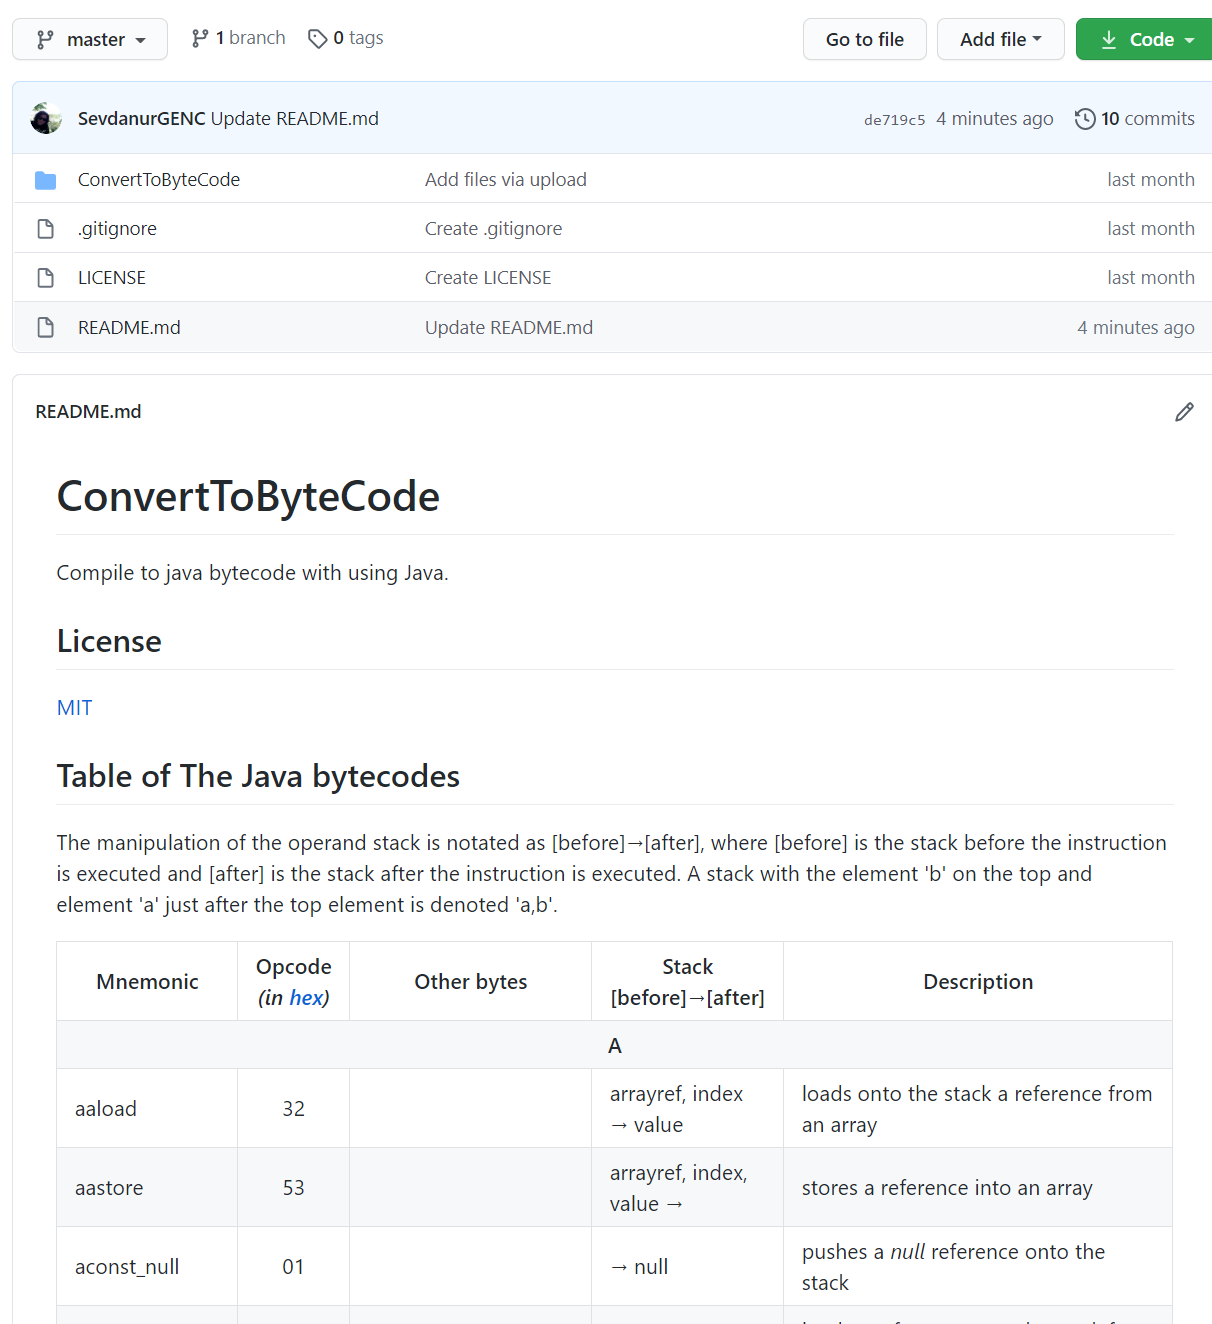 master 1 branch 0 tags Go to file Add file Code
SevdanurGENC Update README.md de719c5 4 minutes ago 10 commits
ConvertToByteCode Add files via upload last month
.gitignore Create .gitignore last month
LICENSE Create LICENSE last month
README.md Update README.md 4 minutes ago
README.md
ConvertToByteCode
Compile to java bytecode with using Java.
License
MIT
Table of The Java bytecodes
The manipulation of the operand stack is notated as [before]→[after], where [before] is the stack before the instruction
is executed and [after] is the stack after the instruction is executed. A stack with the element 'b' on the top and
element 'a' just after the top element is denoted 'a,b'.
Mnemonic Opcode (in hex) Other bytes Stack [before]→[after] Description
A
aaload 32 arrayref, index → value loads onto the stack a reference from an array
aastore 53 arrayref, index, value → stores a reference into an array
aconst_null 01 → null pushes a null reference onto the stack